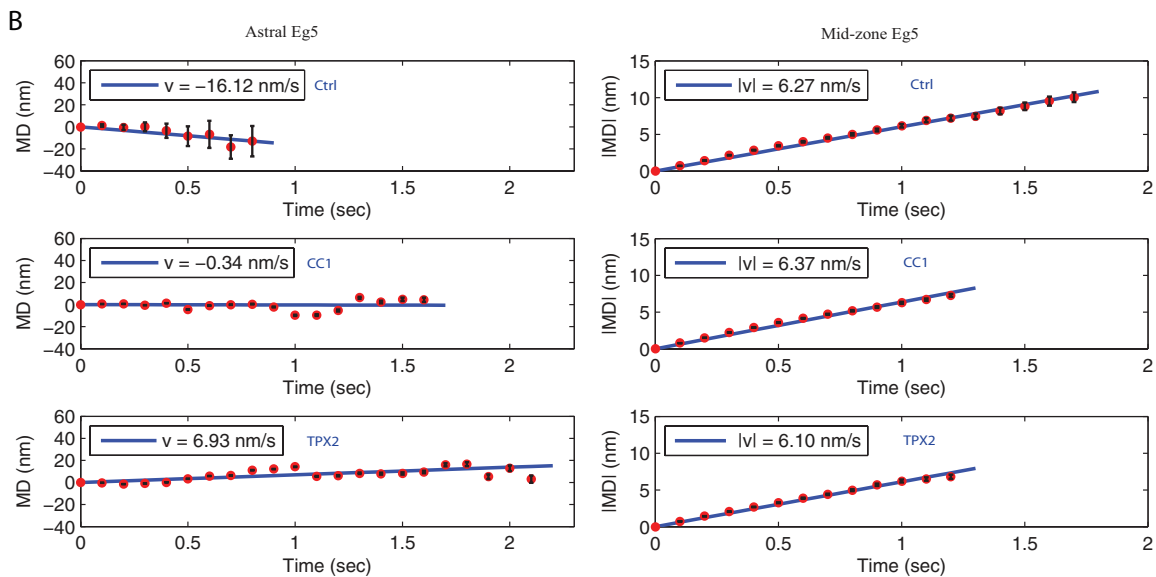 B
Astral Eg5
MD (nm)
60
40
20
0
−20
−40
v = −16.12 nm/s
Ctrl
0 0.5 1 1.5 2
Time (sec)
MD (nm)
60
40
20
0
−20
−40
v = −0.34 nm/s
CC1
0 0.5 1 1.5 2
Time (sec)
MD (nm)
60
40
20
0
−20
−40
v = 6.93 nm/s
TPX2
0 0.5 1 1.5 2
Time (sec)
Mid-zone Eg5
|MD| (nm)
15
10
5
0
|v| = 6.27 nm/s
Ctrl
0 0.5 1 1.5 2
Time (sec)
|MD| (nm)
15
10
5
0
|v| = 6.37 nm/s
CC1
0 0.5 1 1.5 2
Time (sec)
|MD| (nm)
15
10
5
0
|v| = 6.10 nm/s
TPX2
0 0.5 1 1.5 2
Time (sec)